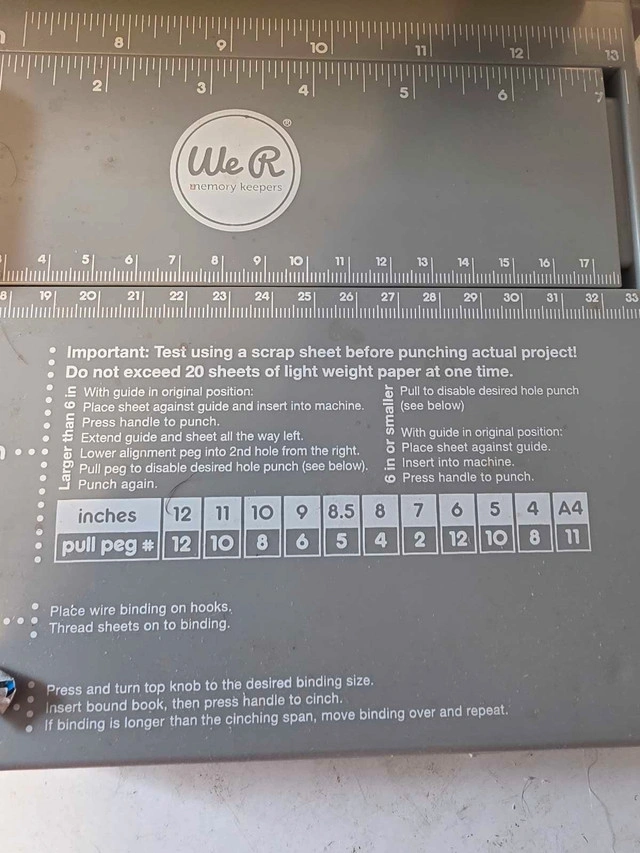 8 9 10 11 12 13
2 3 4 5 6 7
We R ®
memory keepers
4 5 6 7 8 9 10 11 12 13 14 15 16 17
8 19 20 21 22 23 24 25 26 27 28 29 30 31 32 33
Important: Test using a scrap sheet before punching actual project!
Do not exceed 20 sheets of light weight paper at one time.
Larger than 6 in
With guide in original position:
Place sheet against guide and insert into machine.
Press handle to punch.
Extend guide and sheet all the way left.
Lower alignment peg into 2nd hole from the right.
Pull peg to disable desired hole punch (see below).
Punch again.
6 in or smaller
Pull to disable desired hole punch
(see below)
With guide in original position:
Place sheet against guide.
Insert into machine.
Press handle to punch.
inches 12 11 10 9 8.5 8 7 6 5 4 A4
pull peg # 12 10 8 6 5 4 2 12 10 8 11
Place wire binding on hooks.
Thread sheets on to binding.
Press and turn top knob to the desired binding size.
Insert bound book, then press handle to cinch.
If binding is longer than the cinching span, move binding over and repeat.